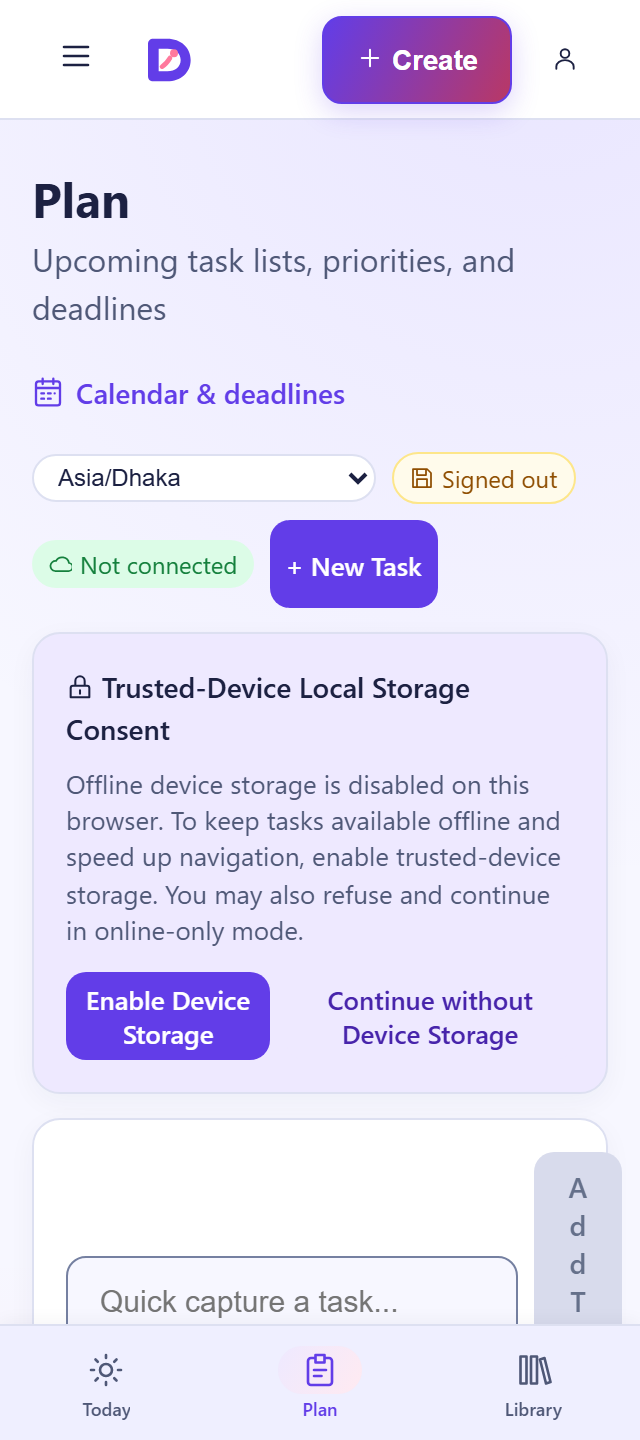 + Create
Plan
Upcoming task lists, priorities, and
deadlines
Calendar & deadlines
Asia/Dhaka
Signed out
Not connected
+ New Task
Trusted-Device Local Storage
Consent
Offline device storage is disabled on this
browser. To keep tasks available offline and
speed up navigation, enable trusted-device
storage. You may also refuse and continue
in online-only mode.
Enable Device
Storage
Continue without
Device Storage
A
d
d
T
Quick capture a task...
Today
Plan
Library